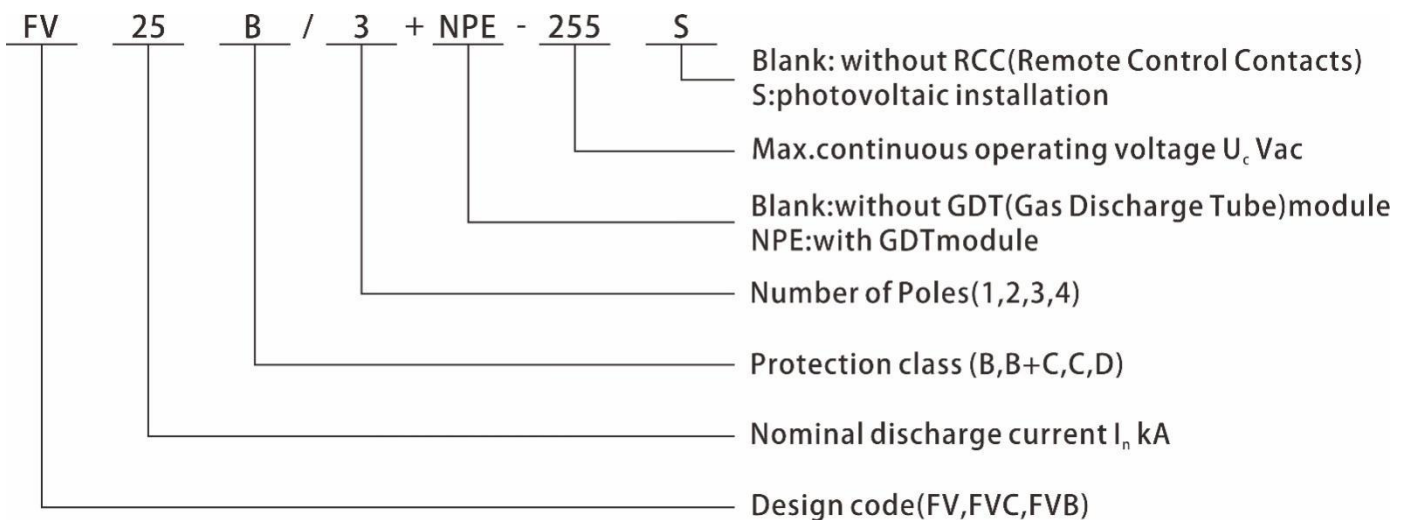 FV 25 B / 3 + NPE - 255 S
Blank: without RCC(Remote Control Contacts)
S:photovoltaic installation
Max.continuous operating voltage Uc Vac
Blank:without GDT(Gas Discharge Tube)module
NPE:with GDTmodule
Number of Poles(1,2,3,4)
Protection class (B,B+C,C,D)
Nominal discharge current In kA
Design code(FV,FVC,FVB)